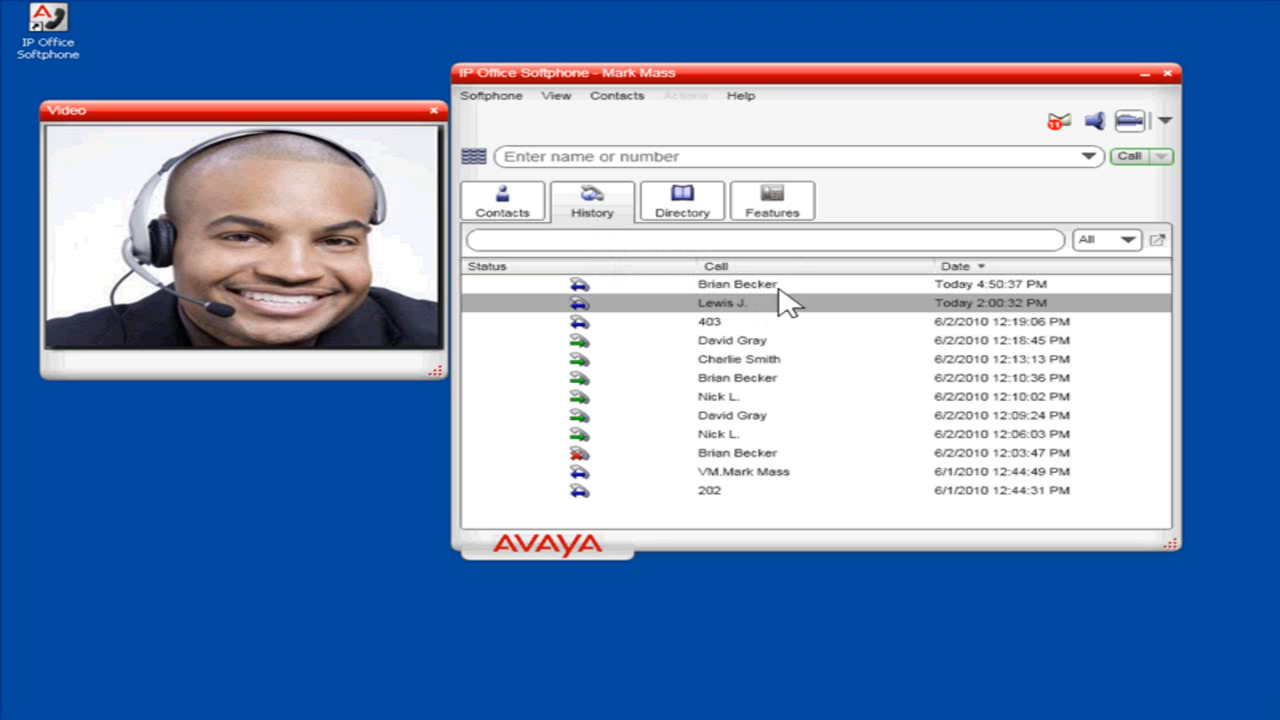 IP Office
Softphone
Video
IP Office Softphone - Mark Mass
Softphone View Contacts Actions Help
11
Enter name or number Call
Contacts History Directory Features
All
Status Call Date
Brian Becker Today 4:50:37 PM
Lewis J. Today 2:00:32 PM
403 6/2/2010 12:19:06 PM
David Gray 6/2/2010 12:18:45 PM
Charlie Smith 6/2/2010 12:13:13 PM
Brian Becker 6/2/2010 12:10:36 PM
Nick L. 6/2/2010 12:10:02 PM
David Gray 6/2/2010 12:09:24 PM
Nick L. 6/2/2010 12:06:03 PM
Brian Becker 6/2/2010 12:03:47 PM
VM.Mark Mass 6/1/2010 12:44:49 PM
202 6/1/2010 12:44:31 PM
AVAYA